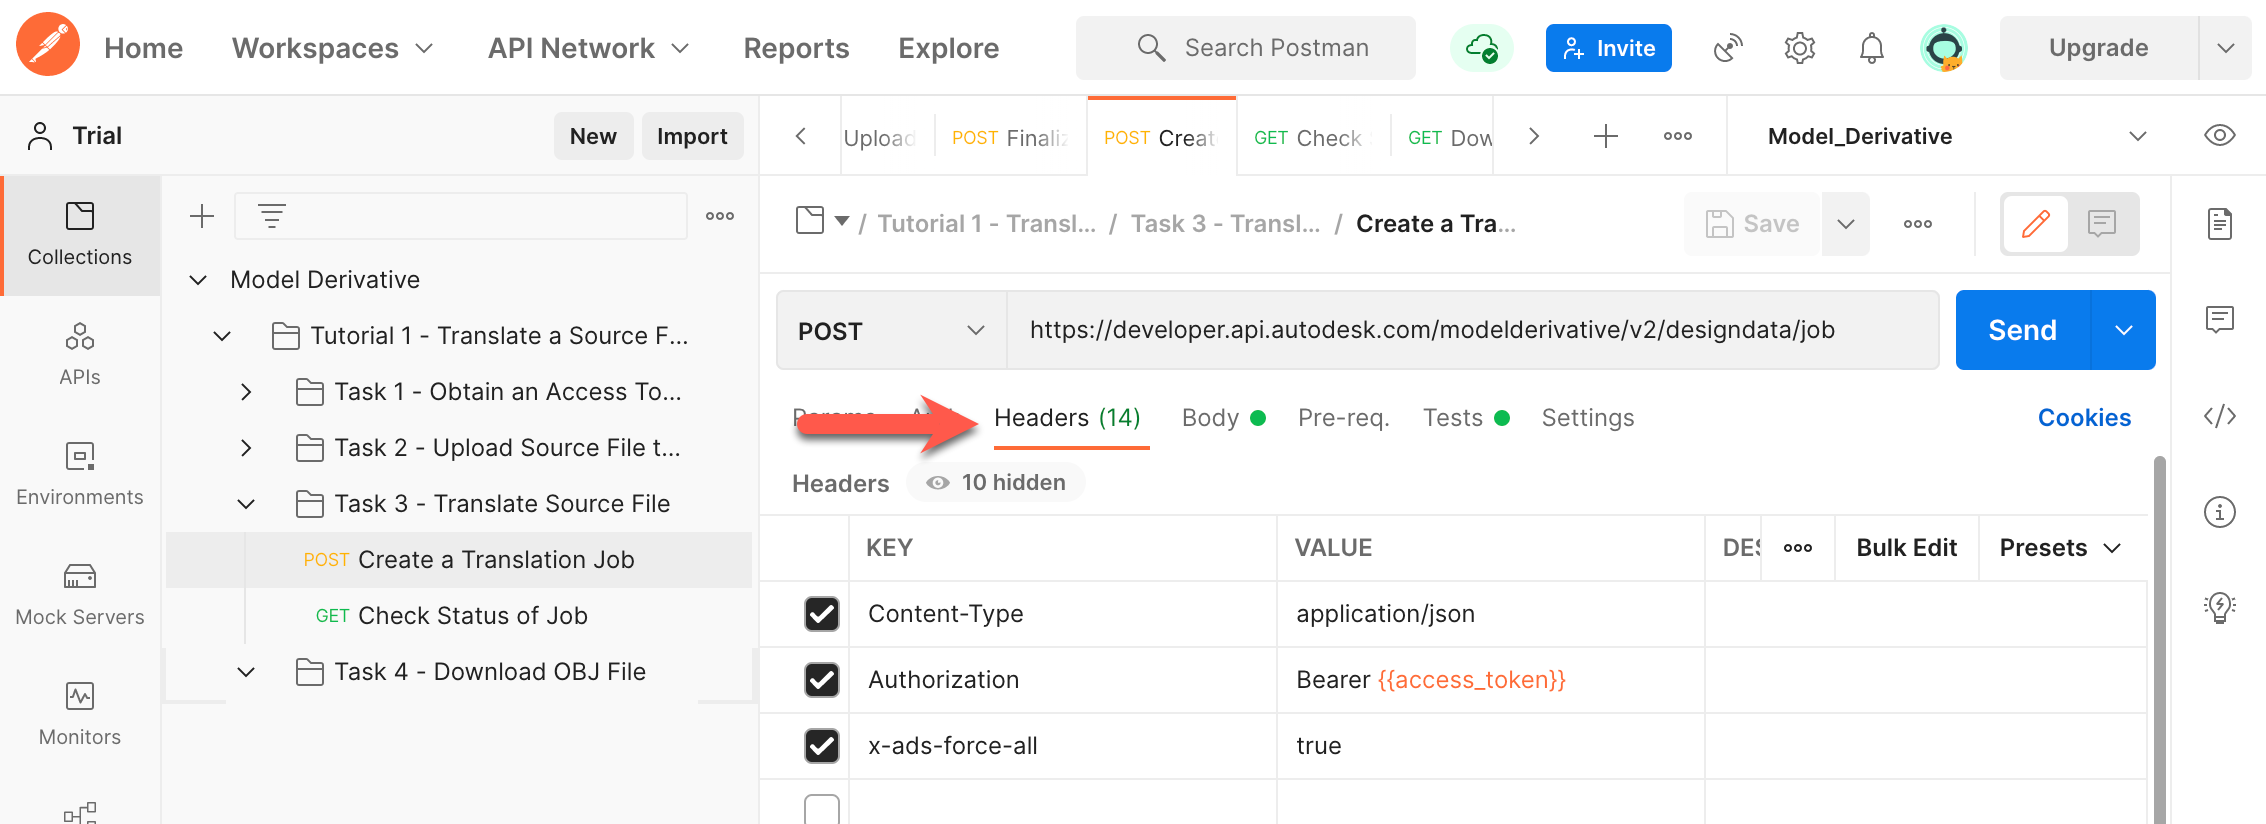 Home Workspaces API Network Reports Explore Search Postman Invite Upgrade
Trial New Import
Upload POST Finaliz POST Creat GET Check GET Dow Model_Derivative
Collections
APIs
Environments
Mock Servers
Monitors
Model Derivative
Tutorial 1 - Translate a Source F...
Task 1 - Obtain an Access To...
Task 2 - Upload Source File t...
Task 3 - Translate Source File
POST Create a Translation Job
GET Check Status of Job
Task 4 - Download OBJ File
/ Tutorial 1 - Transl... / Task 3 - Transl... / Create a Tra... Save
POST https://developer.api.autodesk.com/modelderivative/v2/designdata/job Send
Headers (14) Body Pre-req. Tests Settings Cookies
Headers 10 hidden
KEY VALUE DES Bulk Edit Presets
Content-Type application/json
Authorization Bearer {{access_token}}
x-ads-force-all true